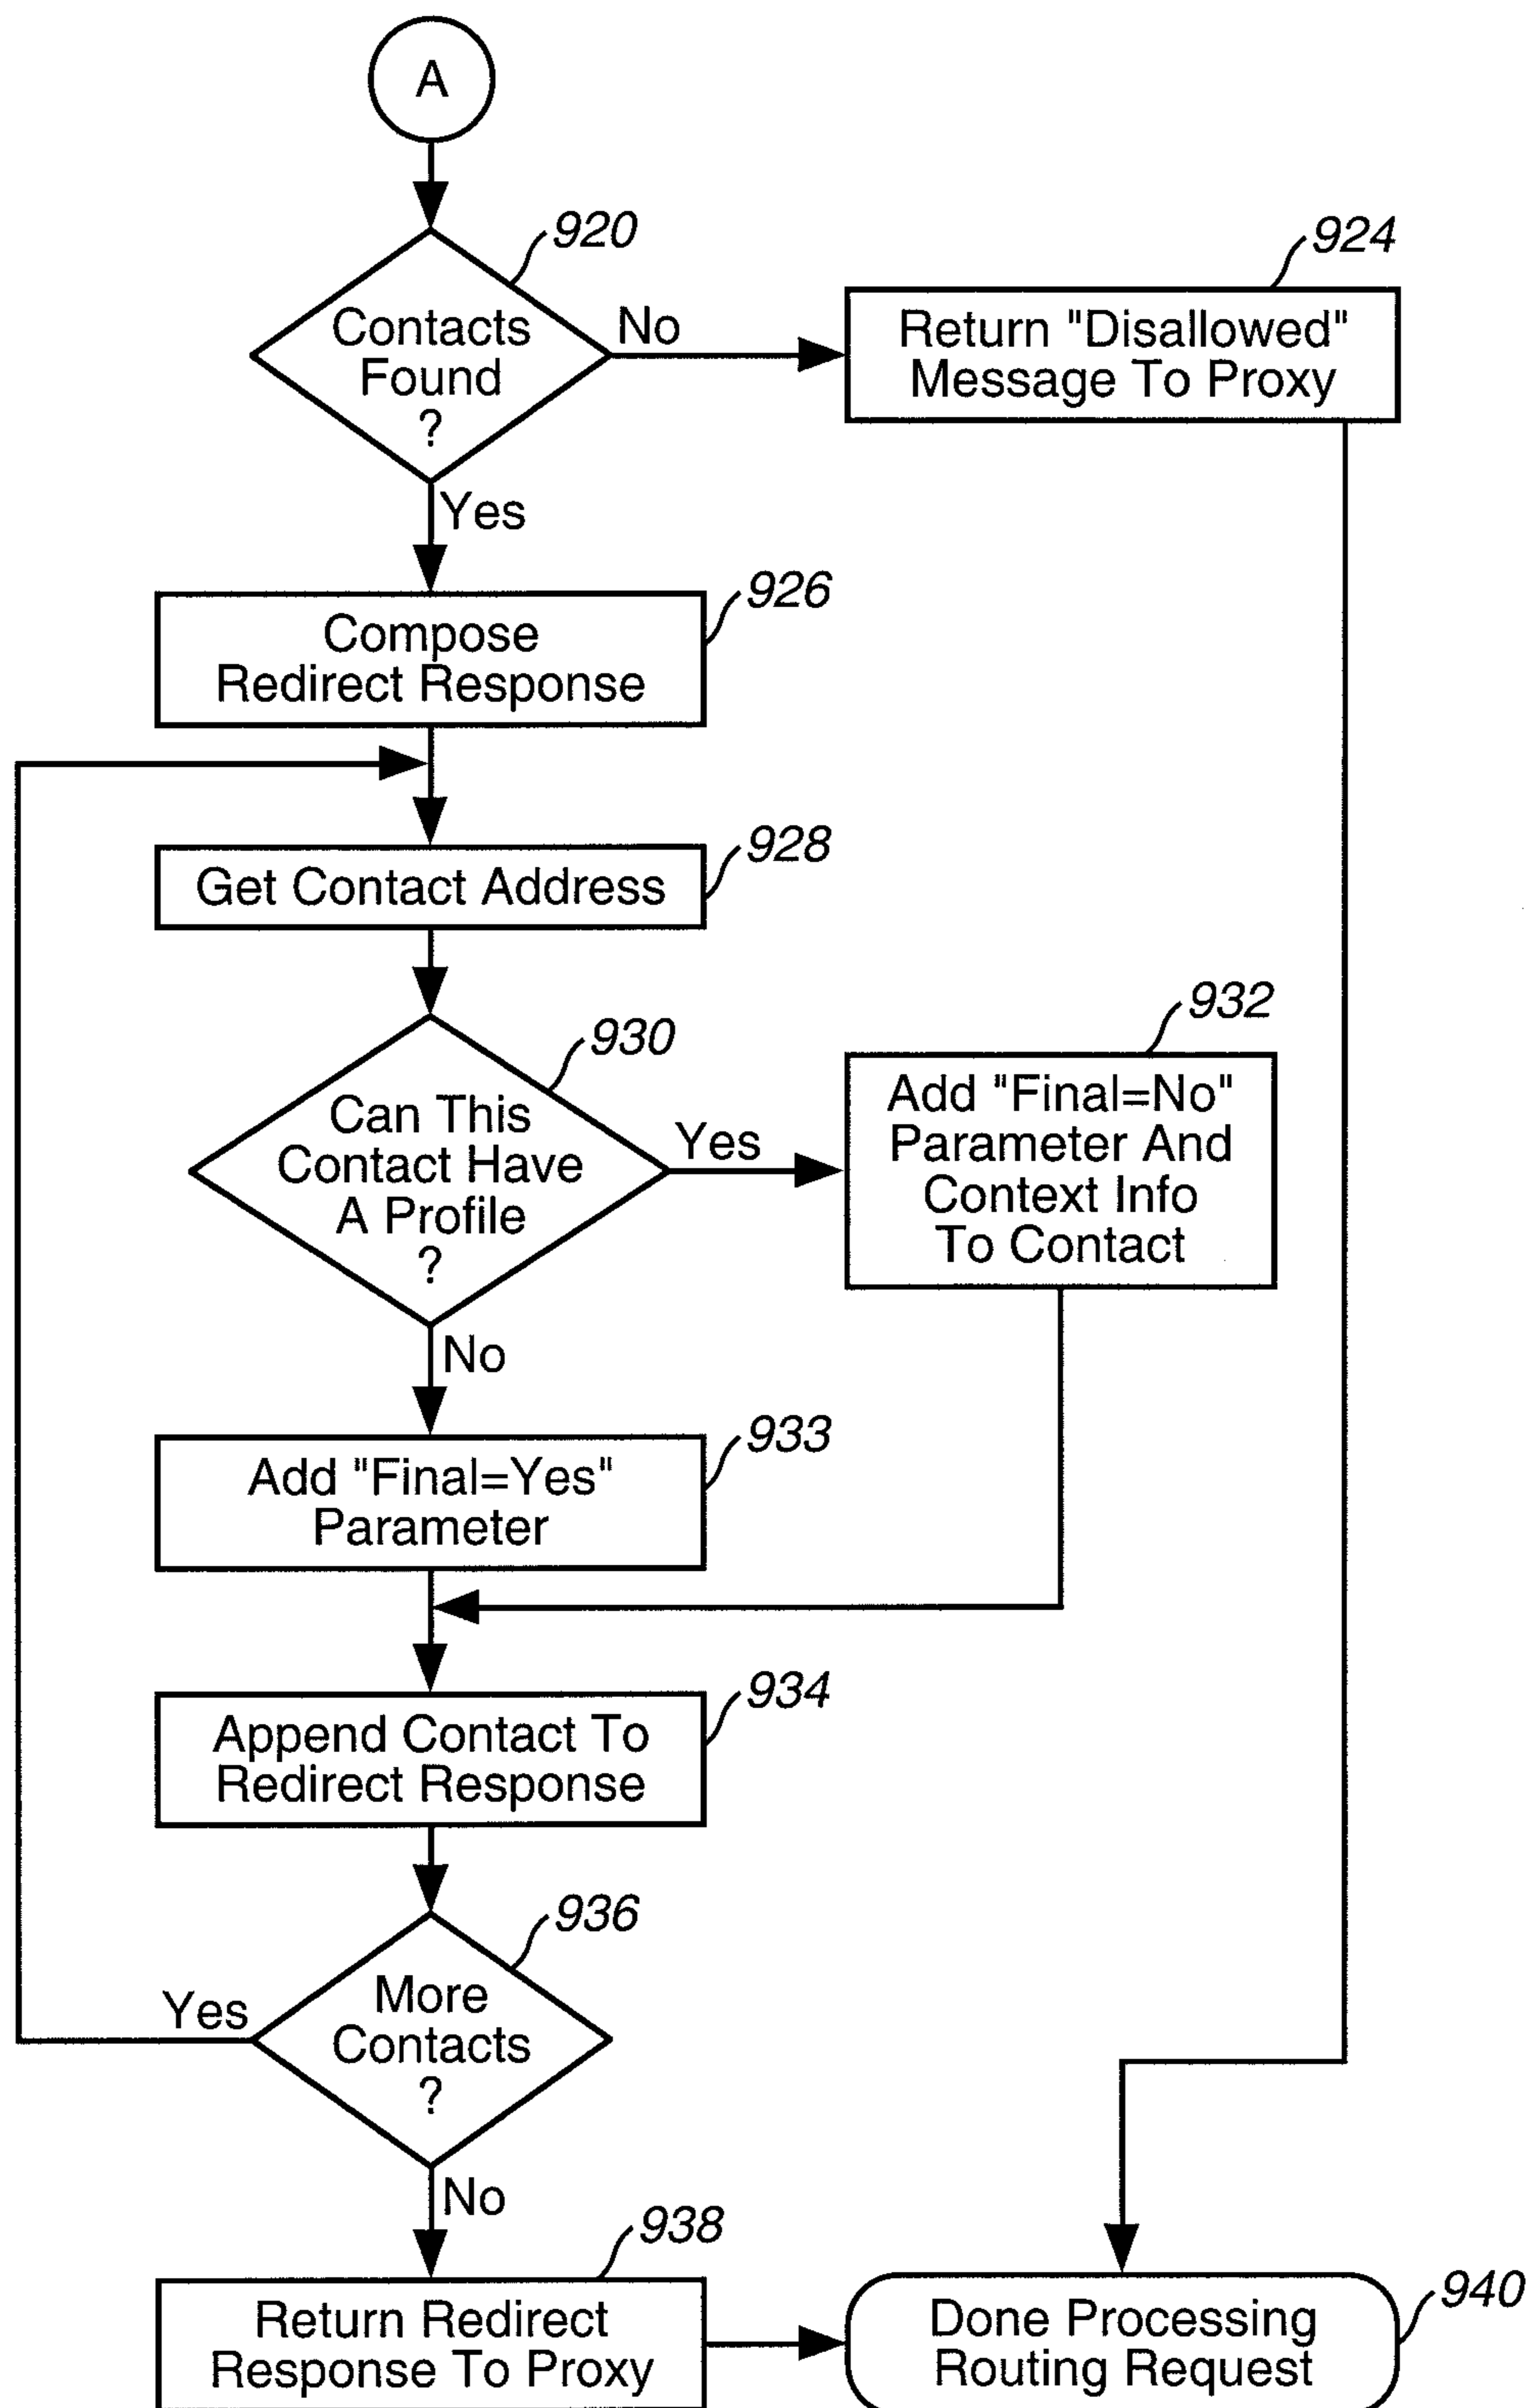 A
920
Contacts
Found
?
No
924
Return "Disallowed"
Message To Proxy
Yes
926
Compose
Redirect Response
928
Get Contact Address
930
Can This
Contact Have
A Profile
?
Yes
932
Add "Final=No"
Parameter And
Context Info
To Contact
No
933
Add "Final=Yes"
Parameter
934
Append Contact To
Redirect Response
936
More
Contacts
?
Yes
No
938
Return Redirect
Response To Proxy
940
Done Processing
Routing Request